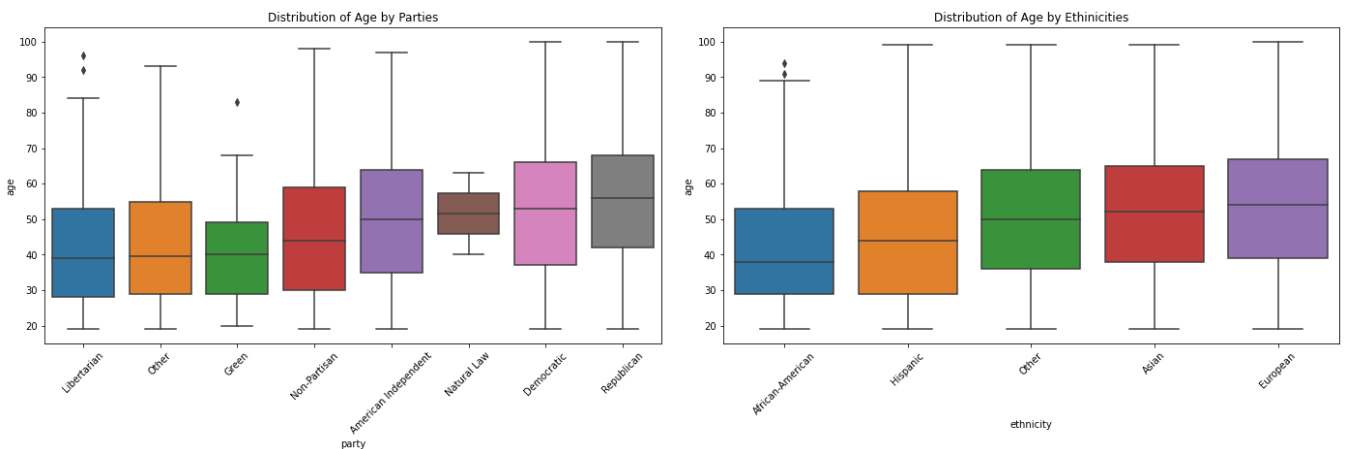 Distribution of Age by Parties
age
100
90
80
70
60
50
40
30
20
Libertarian
Other
Green
Non-Partisan
American Independent
Natural Law
Democratic
Republican
party
Distribution of Age by Ethinicities
age
100
90
80
70
60
50
40
30
20
African-American
Hispanic
Other
Asian
European
ethnicity